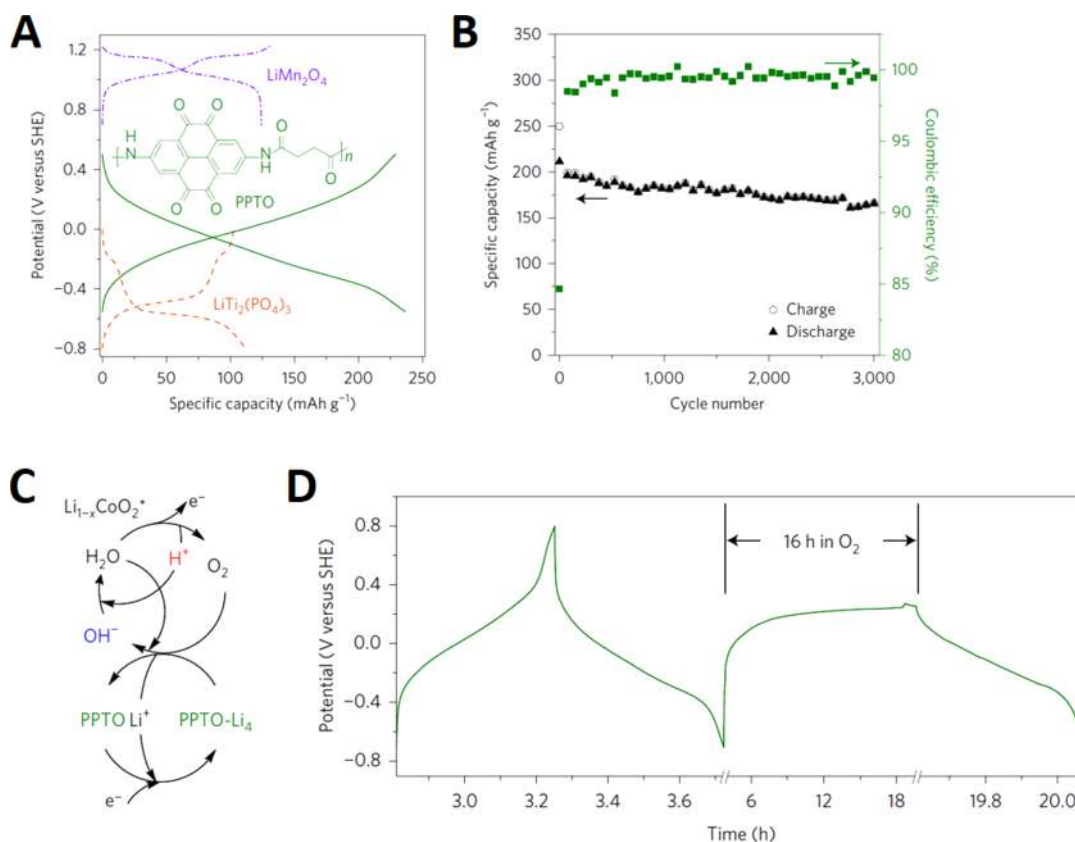 A
Potential (V versus SHE)
1.2
0.8
0.4
0.0
−0.4
−0.8
LiMn₂O₄
O O
H
N
O
N
H
O
n
O O
PPTO
LiTi₂(PO₄)₃
0 50 100 150 200 250
Specific capacity (mAh g⁻¹)
B
Specific capacity (mAh g⁻¹)
350
300
250
200
150
100
50
0
100
95
90
85
80
Coulombic efficiency (%)
Charge
Discharge
0 1,000 2,000 3,000
Cycle number
C
Li₁₋ₓCoO₂*
e⁻
H₂O
H⁺
O₂
OH⁻
PPTO Li⁺ PPTO-Li₄
e⁻
D
Potential (V versus SHE)
0.8
0.4
0.0
−0.4
−0.8
16 h in O₂
3.0 3.2 3.4 3.6 6 12 18 19.8 20.0
Time (h)